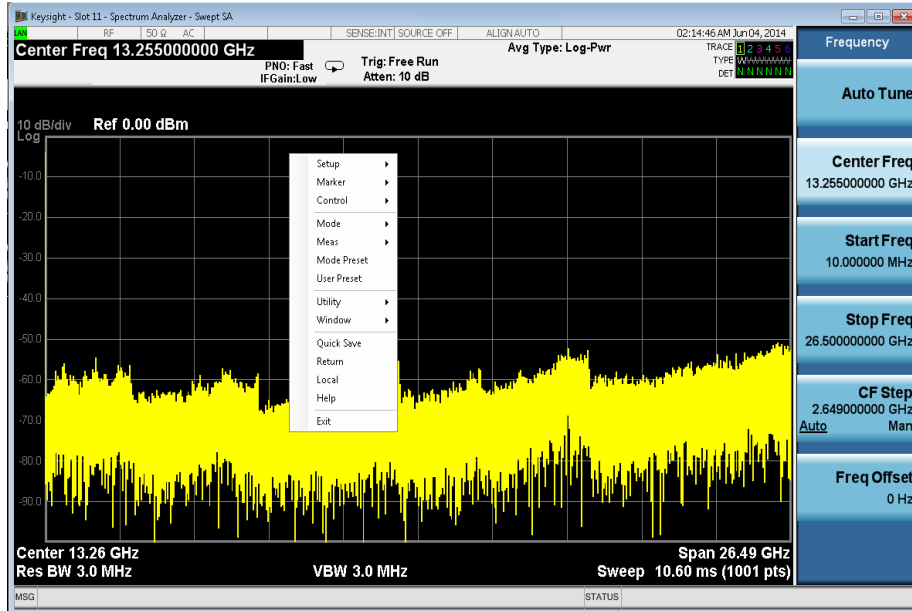 Keysight - Slot 11 - Spectrum Analyzer - Swept SA
LAN RF 50 Ω AC SENSE:INT SOURCE OFF ALIGN AUTO 02:14:46 AM Jun 04, 2014
Center Freq 13.255000000 GHz
Avg Type: Log-Pwr
TRACE 1 2 3 4 5 6
TYPE
DET N N N N N N
PNO: Fast
IFGain:Low
Trig: Free Run
Atten: 10 dB
10 dB/div Ref 0.00 dBm
Log
-10.0
-20.0
-30.0
-40.0
-50.0
-60.0
-70.0
-80.0
-90.0
Setup
Marker
Control
Mode
Meas
Mode Preset
User Preset
Utility
Window
Quick Save
Return
Local
Help
Exit
Center 13.26 GHz
Span 26.49 GHz
Res BW 3.0 MHz
VBW 3.0 MHz
Sweep 10.60 ms (1001 pts)
MSG
STATUS
Frequency
Auto Tune
Center Freq
13.255000000 GHz
Start Freq
10.000000 MHz
Stop Freq
26.500000000 GHz
CF Step
2.649000000 GHz
Auto Man
Freq Offset
0 Hz